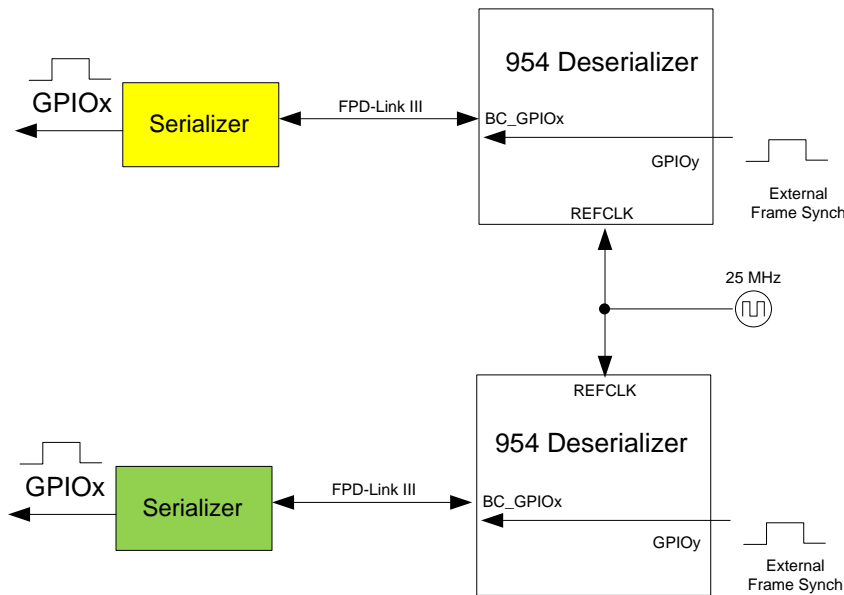 954 Deserializer
GPIOx
Serializer
FPD-Link III
BC_GPIOx
GPIOy
External
Frame Synch
REFCLK
25 MHz
REFCLK
954 Deserializer
GPIOx
Serializer
FPD-Link III
BC_GPIOx
GPIOy
External
Frame Synch